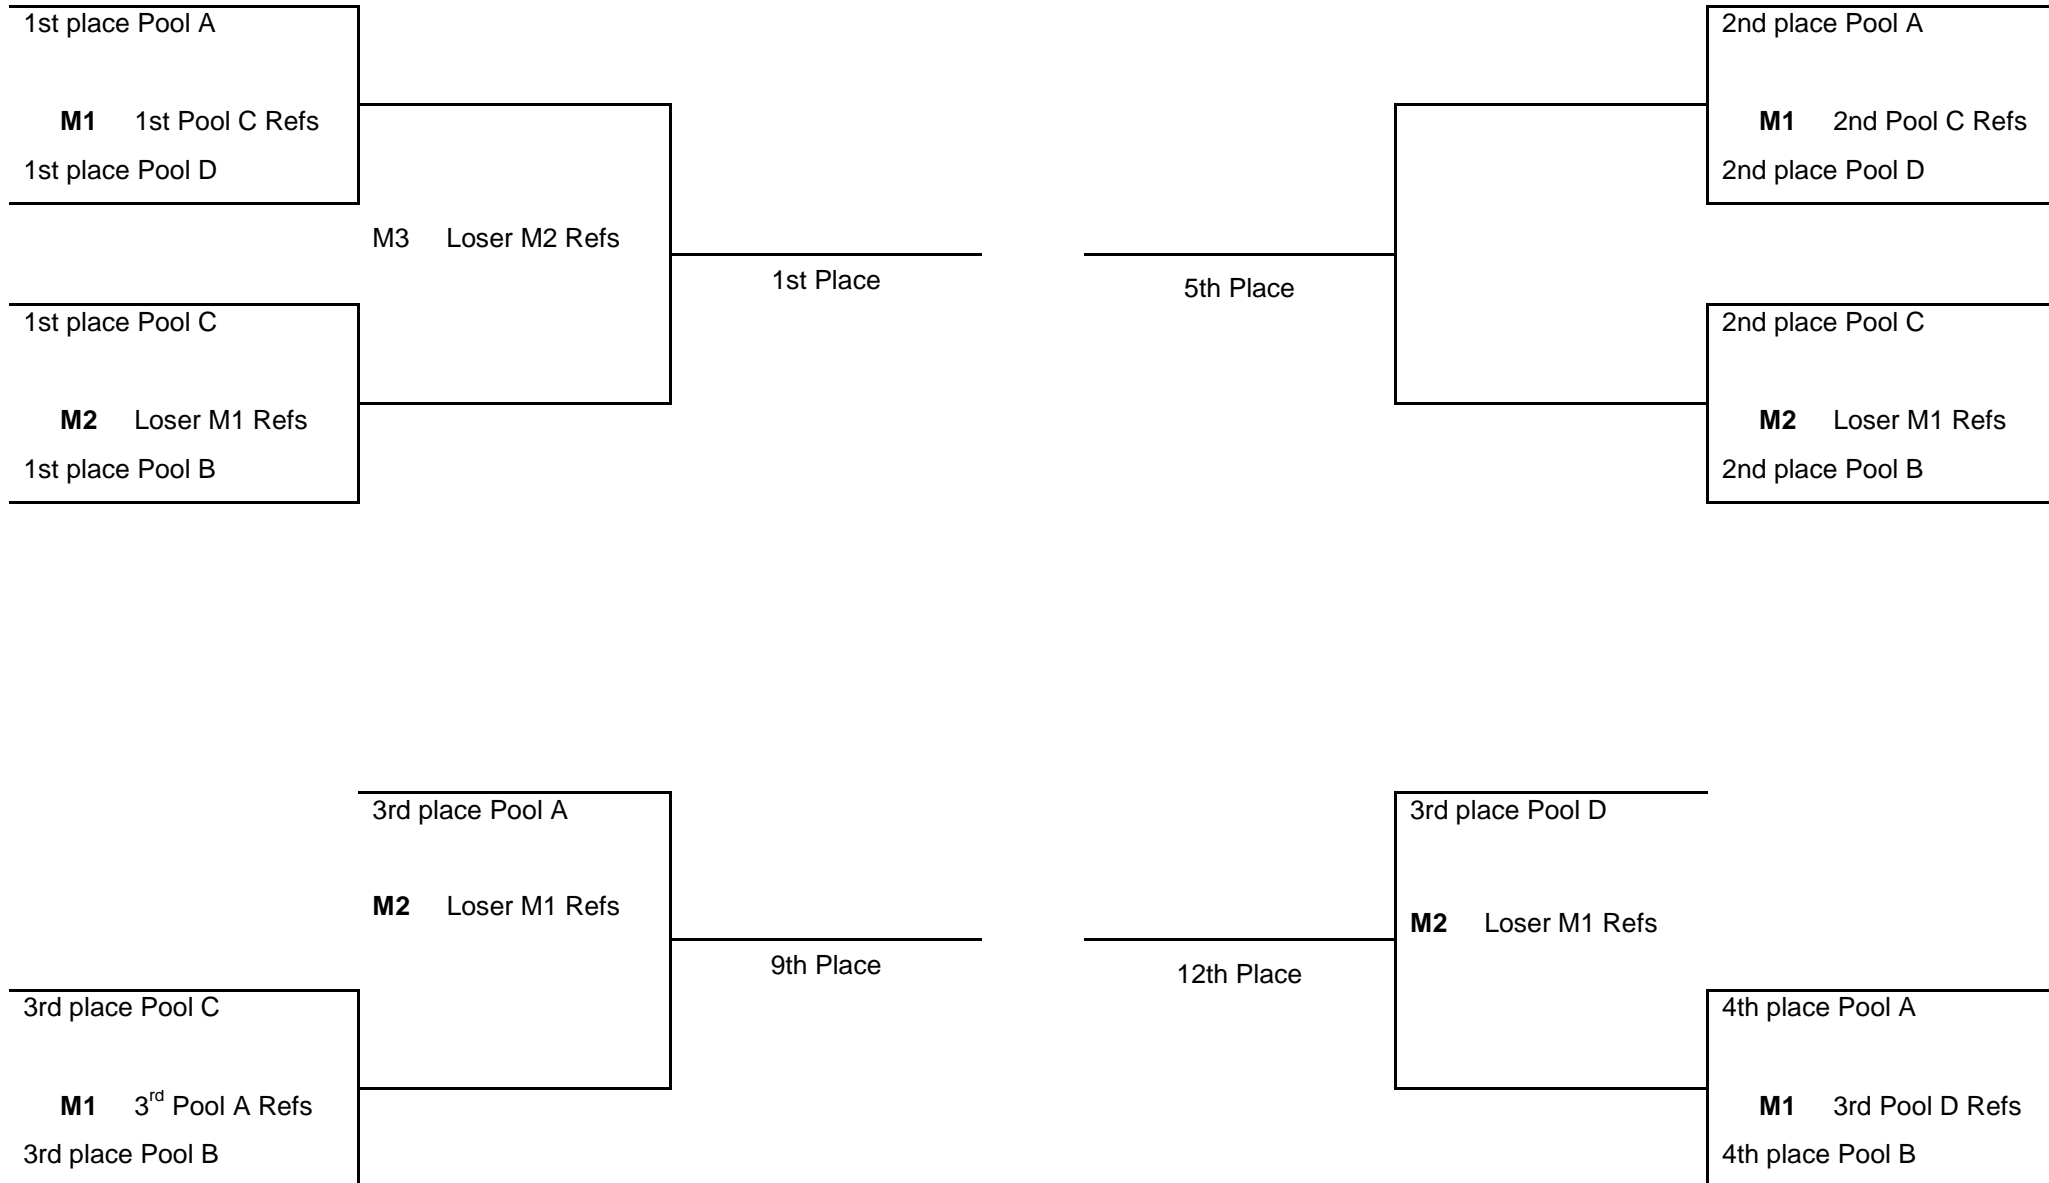 1st place Pool A
M1 1st Pool C Refs
1st place Pool D
M3 Loser M2 Refs
1st Place
1st place Pool C
M2 Loser M1 Refs
1st place Pool B
2nd place Pool A
M1 2nd Pool C Refs
2nd place Pool D
5th Place
2nd place Pool C
M2 Loser M1 Refs
2nd place Pool B
3rd place Pool A
M2 Loser M1 Refs
9th Place
3rd place Pool C
M1 3rd Pool A Refs
3rd place Pool B
3rd place Pool D
M2 Loser M1 Refs
12th Place
4th place Pool A
M1 3rd Pool D Refs
4th place Pool B